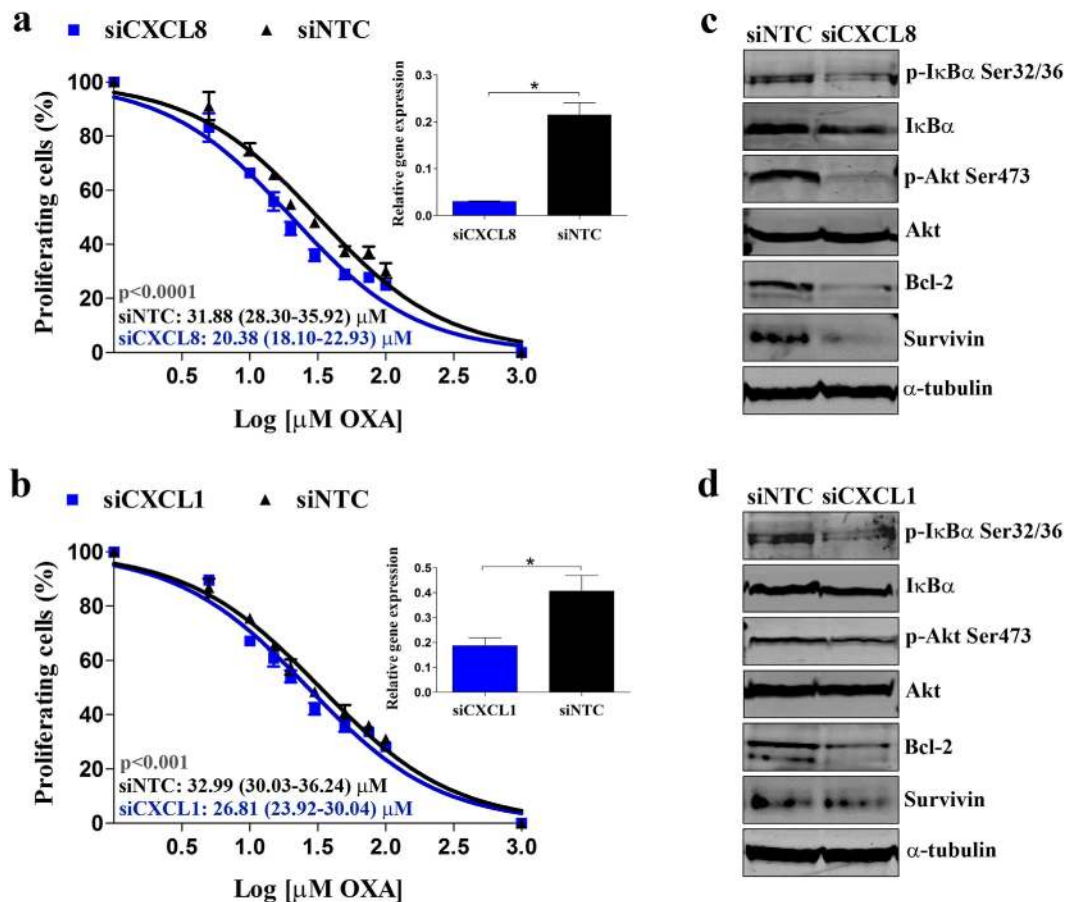 a
siCXCL8 siNTC
Proliferating cells (%)
100
80
60
40
20
0
0.5 1.0 1.5 2.0 2.5 3.0
Log [μM OXA]
p<0.0001
siNTC: 31.88 (28.30-35.92) μM
siCXCL8: 20.38 (18.10-22.93) μM
Relative gene expression
0.3
0.2
0.1
0.0
*
siCXCL8 siNTC
b
siCXCL1 siNTC
Proliferating cells (%)
100
80
60
40
20
0
0.5 1.0 1.5 2.0 2.5 3.0
Log [μM OXA]
p<0.001
siNTC: 32.99 (30.03-36.24) μM
siCXCL1: 26.81 (23.92-30.04) μM
Relative gene expression
0.5
0.4
0.3
0.2
0.1
0.0
*
siCXCL1 siNTC
c
siNTC siCXCL8
p-IκBα Ser32/36
IκBα
p-Akt Ser473
Akt
Bcl-2
Survivin
α-tubulin
d
siNTC siCXCL1
p-IκBα Ser32/36
IκBα
p-Akt Ser473
Akt
Bcl-2
Survivin
α-tubulin